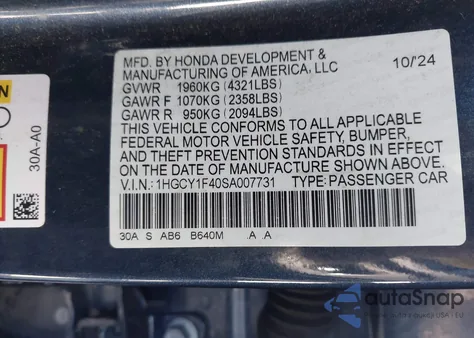 MFD. BY HONDA DEVELOPMENT &
MANUFACTURING OF AMERICA, LLC 10/24
GVWR 1960KG (4321LBS)
GAWR F 1070KG (2358LBS)
GAWR R 950KG (2094LBS)
THIS VEHICLE CONFORMS TO ALL APPLICABLE
FEDERAL MOTOR VEHICLE SAFETY, BUMPER,
AND THEFT PREVENTION STANDARDS IN EFFECT
ON THE DATE OF MANUFACTURE SHOWN ABOVE.
V.I.N.: 1HGCY1F40SA007731 TYPE: PASSENGER CAR
30A S AB6 B640M .A .A
30A-A0
autoSnap